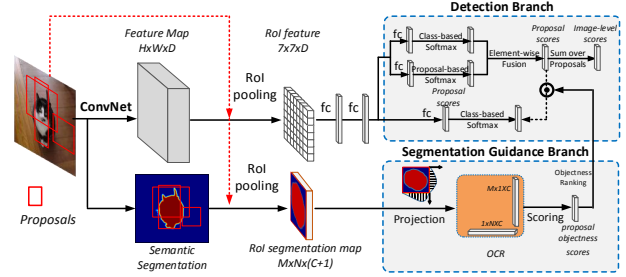 Detection Branch
Feature Map
HxWxD
RoI feature
7x7xD
fc
Class-based
Softmax
Proposal
scores
Image-level
scores
Element-wise
Fusion
Sum over
Proposals
fc
Proposal-based
Softmax
Proposal
scores
ConvNet
RoI
pooling
fc
fc
fc
Class-based
Softmax
Segmentation Guidance Branch
RoI
pooling
Objectness
Ranking
Mx1XC
1xNXC
Projection
Scoring
Proposals
Semantic
Segmentation
RoI segmentation map
MxNx(C+1)
OCR
proposal
objectness
scores